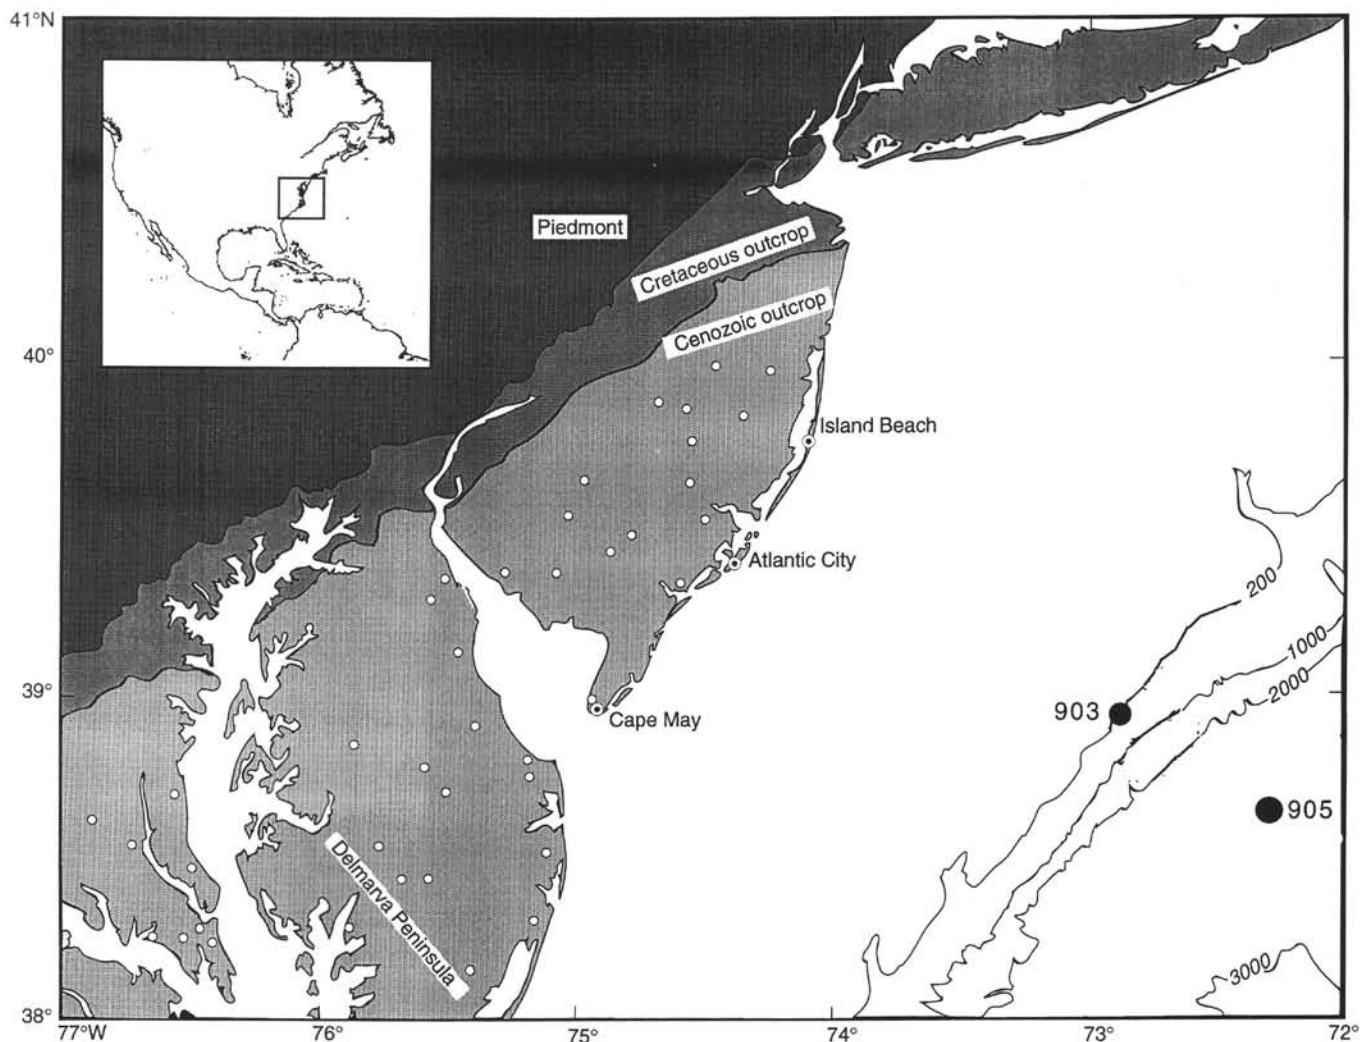 41°N
Piedmont
Cretaceous outcrop
Cenozoic outcrop
40°
Island Beach
Atlantic City
200
1000
2000
39°
903
Cape May
905
Delmarva Peninsula
3000
38°
77°W
76°
75°
74°
73°
72°